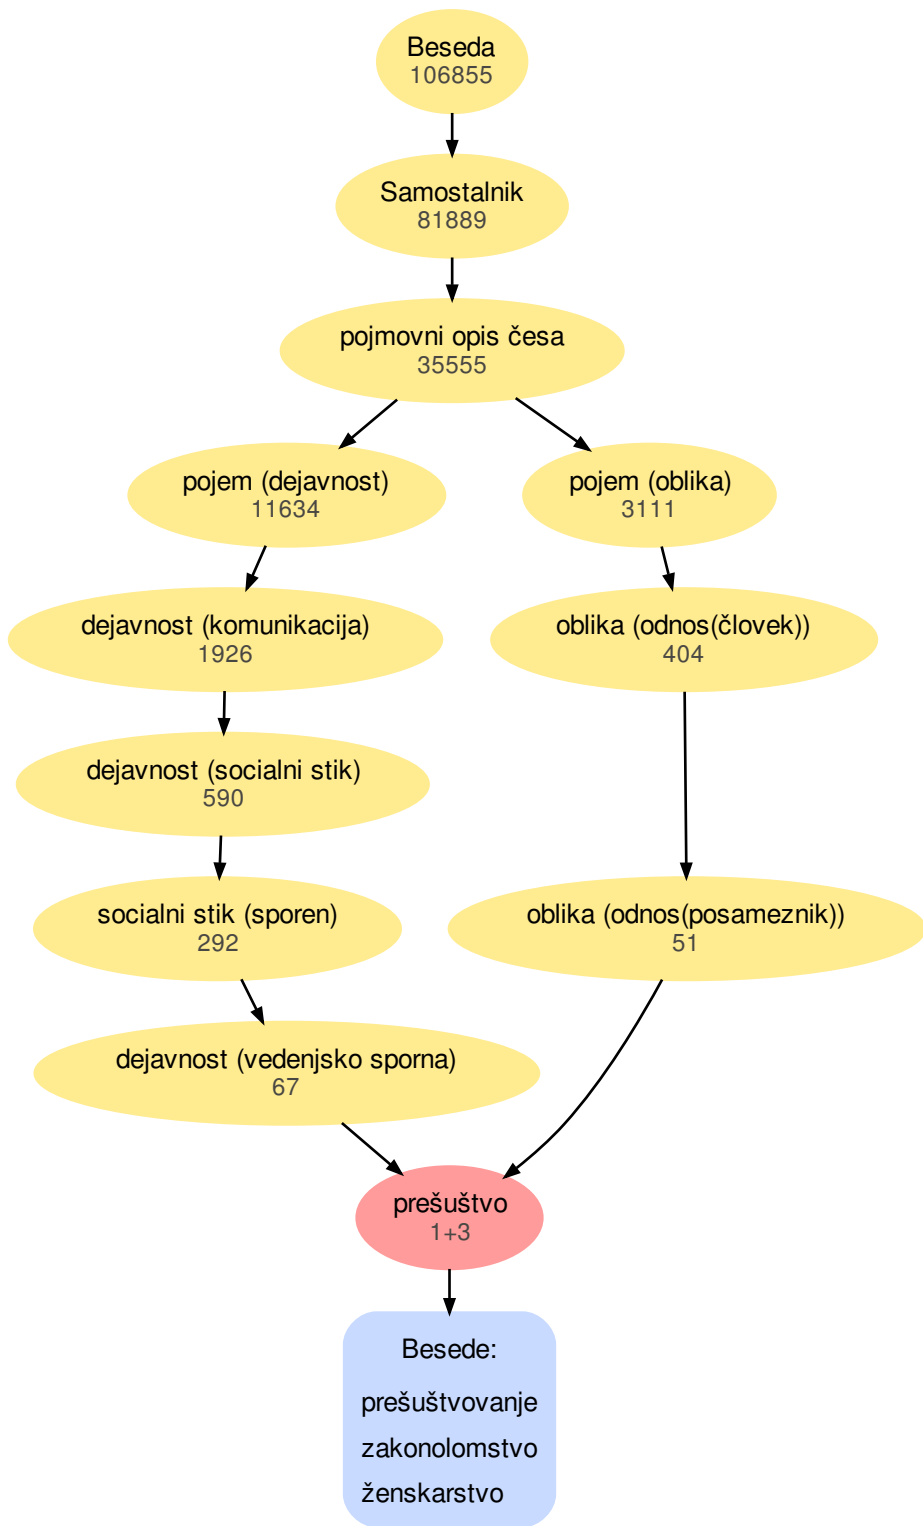 Beseda
106855
Samostalnik
81889
pojmovni opis česa
35555
pojem (dejavnost)
11634
pojem (oblika)
3111
dejavnost (komunikacija)
1926
oblika (odnos(človek))
404
dejavnost (socialni stik)
590
socialni stik (sporen)
292
oblika (odnos(posameznik))
51
dejavnost (vedenjsko sporna)
67
prešuštvo
1+3
Besede:
prešuštvovanje
zakonolomstvo
ženskarstvo